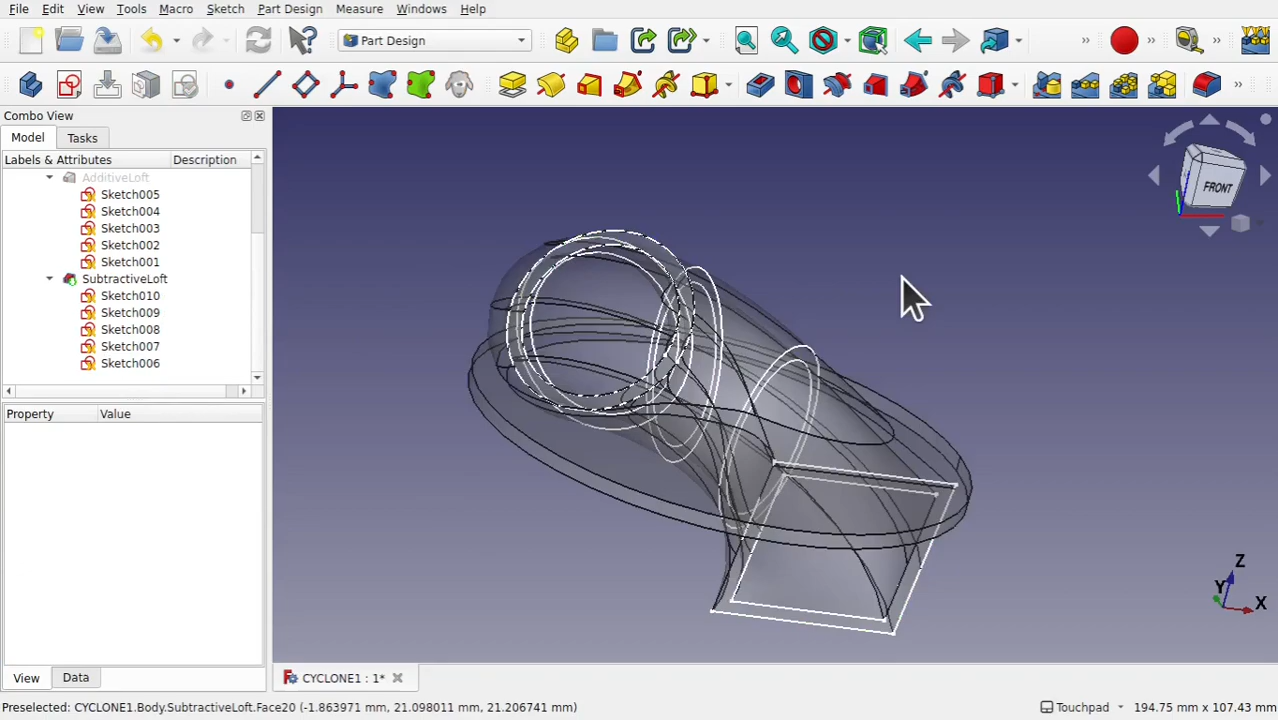 File Edit View Tools Macro Sketch Part Design Measure Windows Help
Part Design
Combo View
Model Tasks
Labels & Attributes Description
AdditiveLoft
Sketch005
Sketch004
Sketch003
Sketch002
Sketch001
SubtractiveLoft
Sketch010
Sketch009
Sketch008
Sketch007
Sketch006
Property Value
View Data
FRONT
Z
Y
X
CYCLONE1 : 1*
Preselected: CYCLONE1.Body.SubtractiveLoft.Face20 (-1.863971 mm, 21.098011 mm, 21.206741 mm)
Touchpad
194.75 mm x 107.43 mm